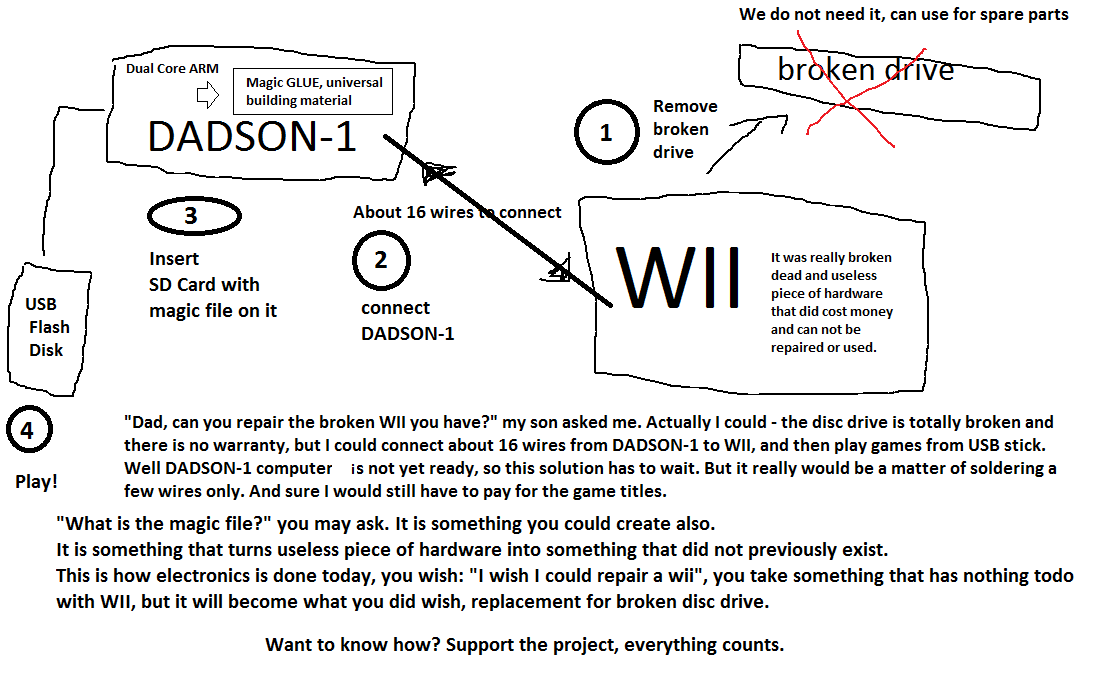 We do not need it, can use for spare parts
broken drive
Dual Core ARM
Magic GLUE, universal
building material
DADSON-1
1
Remove
broken
drive
About 16 wires to connect
3
Insert
SD Card with
magic file on it
2
connect
DADSON-1
WII
It was really broken
dead and useless
piece of hardware
that did cost money
and can not be
repaired or used.
USB
Flash
Disk
4
Play!
"Dad, can you repair the broken WII you have?" my son asked me. Actually I could - the disc drive is totally broken and
there is no warranty, but I could connect about 16 wires from DADSON-1 to WII, and then play games from USB stick.
Well DADSON-1 computer is not yet ready, so this solution has to wait. But it really would be a matter of soldering a
few wires only. And sure I would still have to pay for the game titles.
"What is the magic file?" you may ask. It is something you could create also.
It is something that turns useless piece of hardware into something that did not previously exist.
This is how electronics is done today, you wish: "I wish I could repair a wii", you take something that has nothing todo
with WII, but it will become what you did wish, replacement for broken disc drive.
Want to know how? Support the project, everything counts.